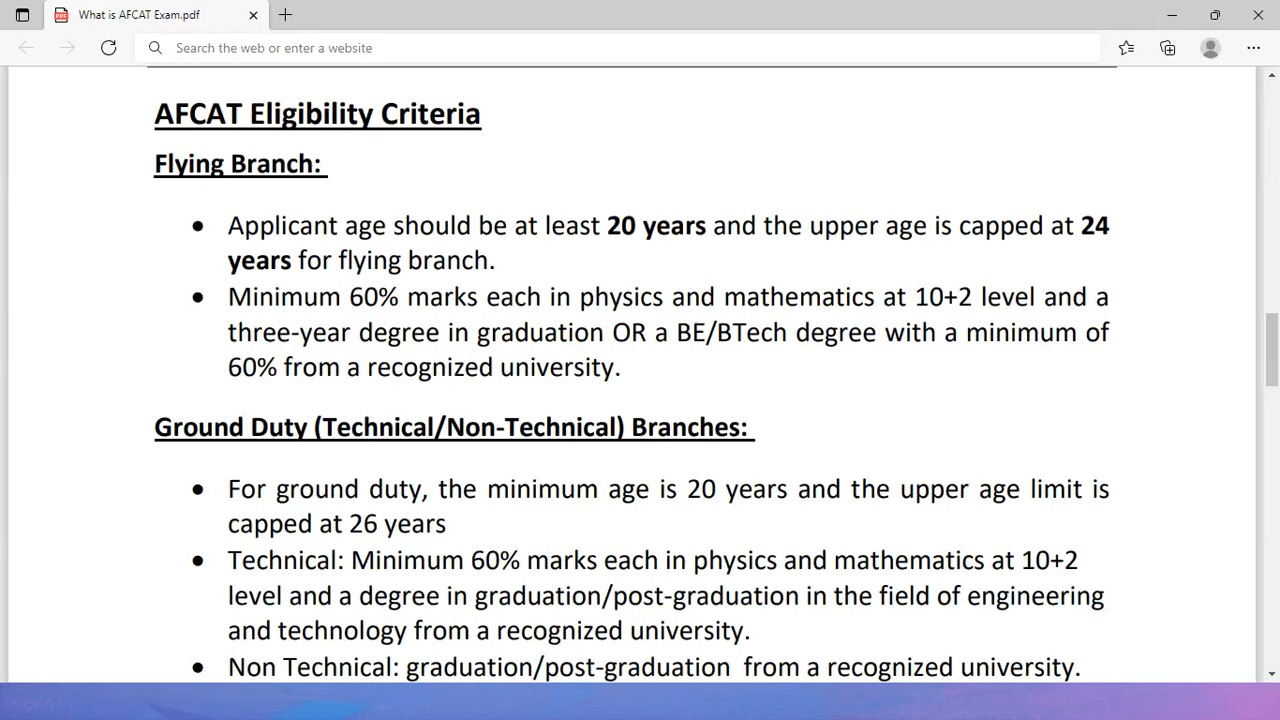 What is AFCAT Exam.pdf
Search the web or enter a website
AFCAT Eligibility Criteria
Flying Branch:
• Applicant age should be at least 20 years and the upper age is capped at 24
years for flying branch.
• Minimum 60% marks each in physics and mathematics at 10+2 level and a
three-year degree in graduation OR a BE/BTech degree with a minimum of
60% from a recognized university.
Ground Duty (Technical/Non-Technical) Branches:
• For ground duty, the minimum age is 20 years and the upper age limit is
capped at 26 years
• Technical: Minimum 60% marks each in physics and mathematics at 10+2
level and a degree in graduation/post-graduation in the field of engineering
and technology from a recognized university.
• Non Technical: graduation/post-graduation from a recognized university.